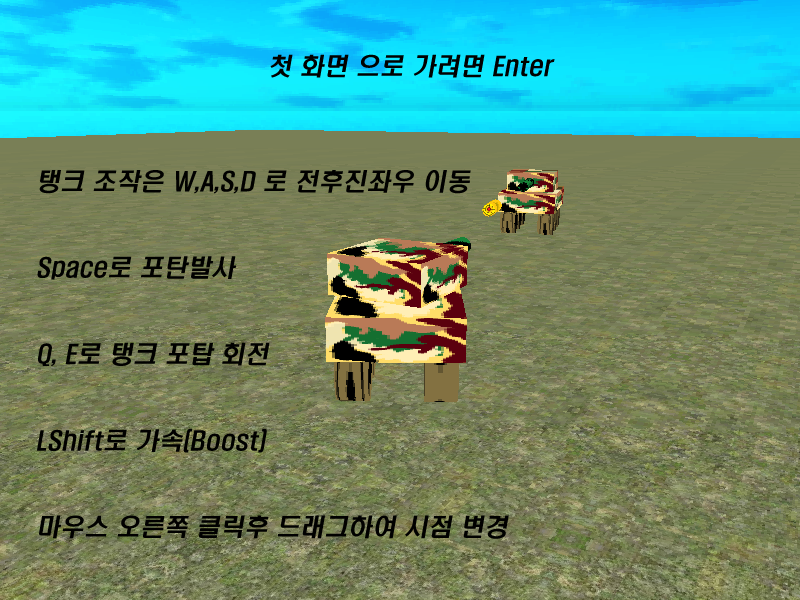 첫 화면 으로 가려면 Enter
탱크 조작은 W,A,S,D 로 전후진좌우 이동
Space로 포탄발사
Q, E로 탱크 포탑 회전
LShift로 가속(Boost)
마우스 오른쪽 클릭후 드래그하여 시점 변경